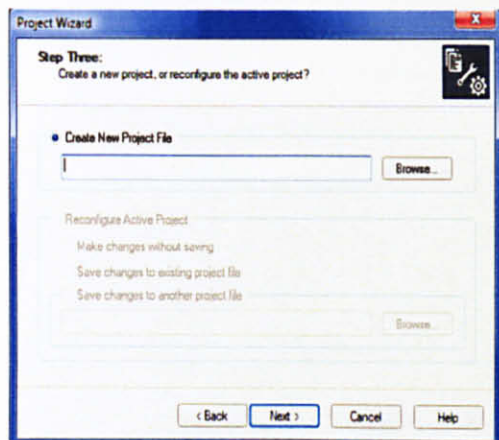 Project Wizard
Step Three:
Create a new project, or reconfigure the active project?
Create New Project File
Browse...
Reconfigure Active Project
Make changes without saving
Save changes to existing project file
Save changes to another project file
Browse...
< Back Next > Cancel Help